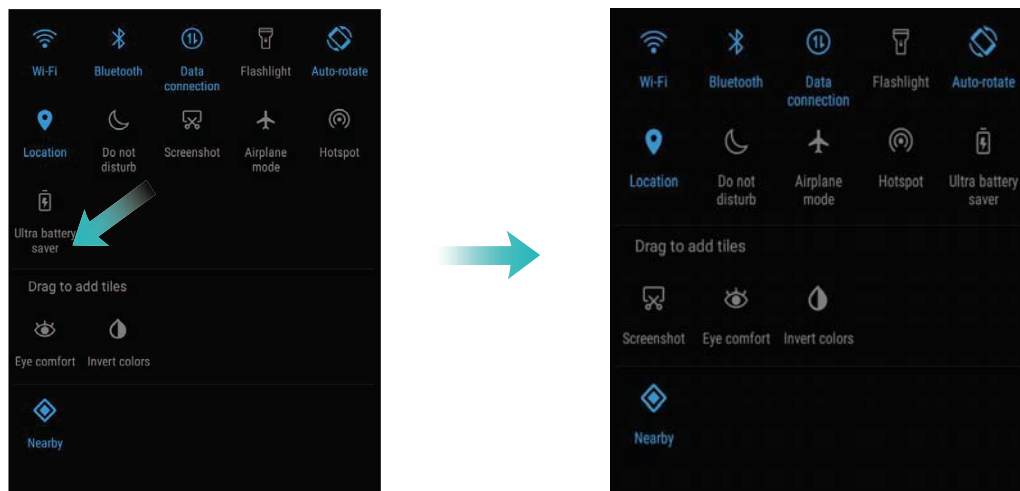 Wi-Fi Bluetooth Data Flashlight Auto-rotate
connection
Location Do not Screenshot Airplane Hotspot
disturb mode
Ultra battery
saver
Drag to add tiles
Eye comfort Invert colors
Nearby
Wi-Fi Bluetooth Data Flashlight Auto-rotate
connection
Location Do not Airplane Hotspot Ultra battery
disturb mode saver
Drag to add tiles
Screenshot Eye comfort Invert colors
Nearby